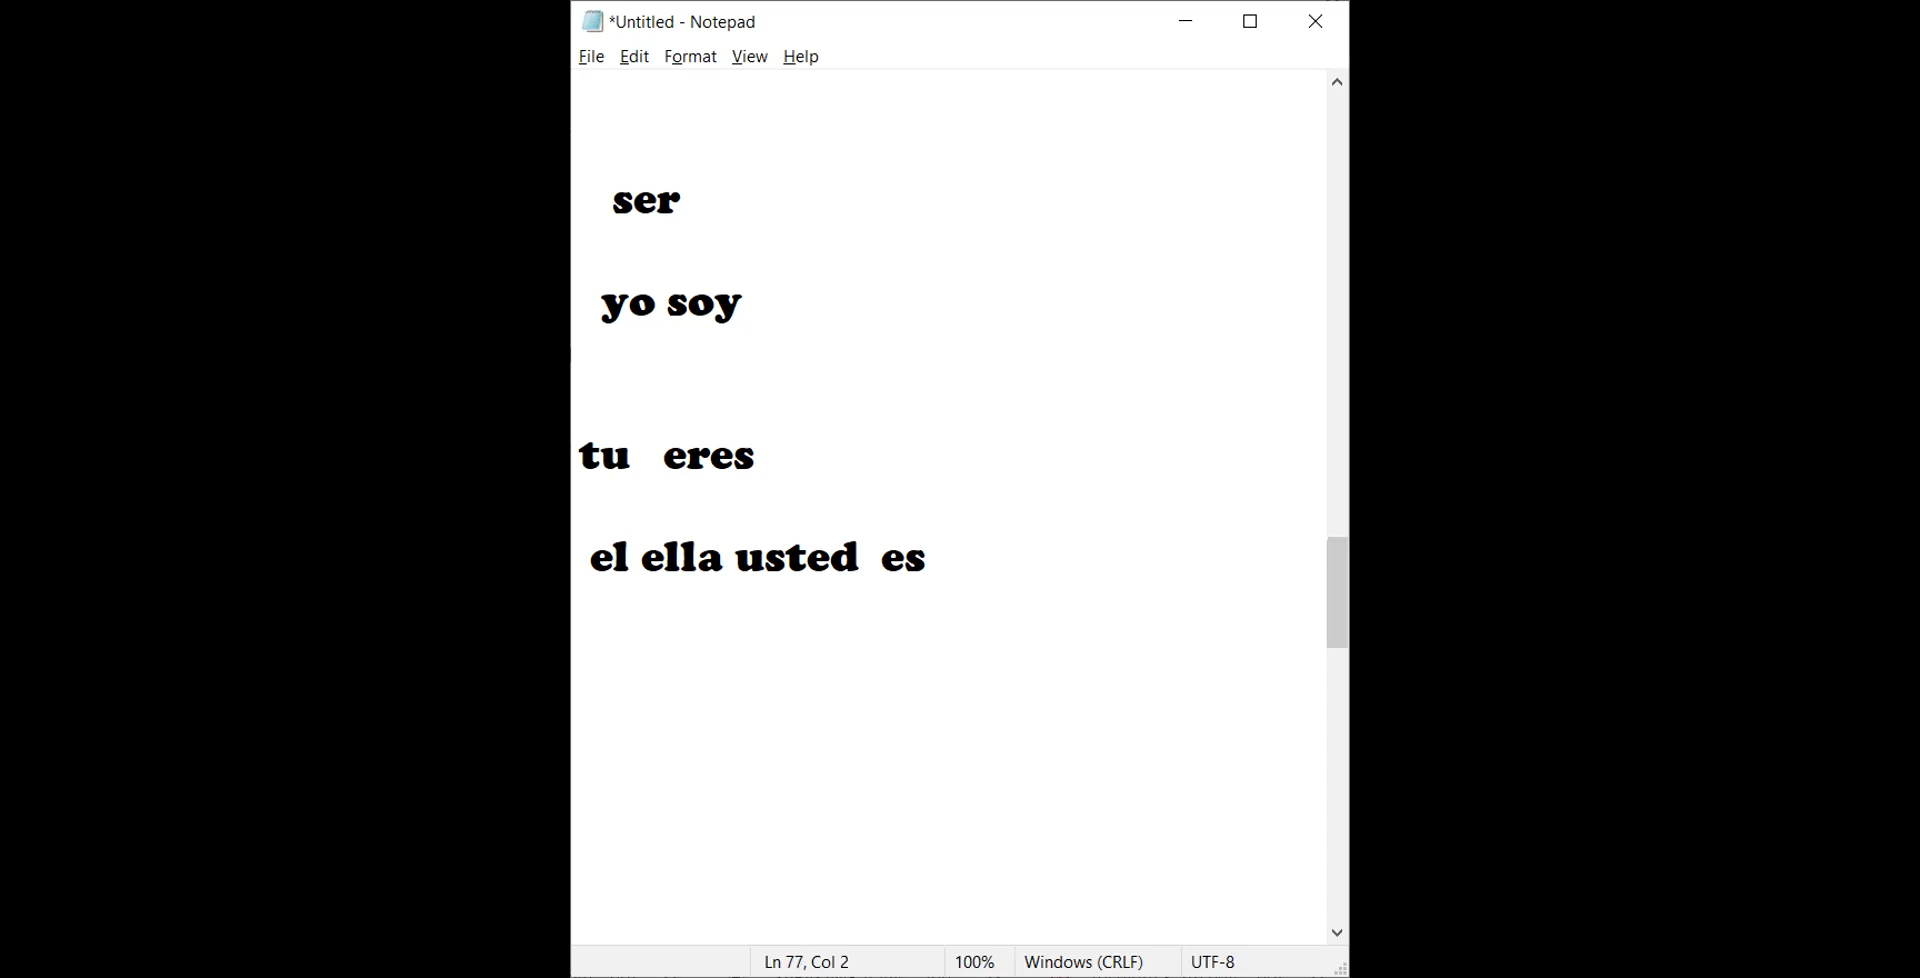 *Untitled - Notepad
File Edit Format View Help
ser
yo soy
tu eres
el ella usted es
Ln 77, Col 2 100% Windows (CRLF) UTF-8